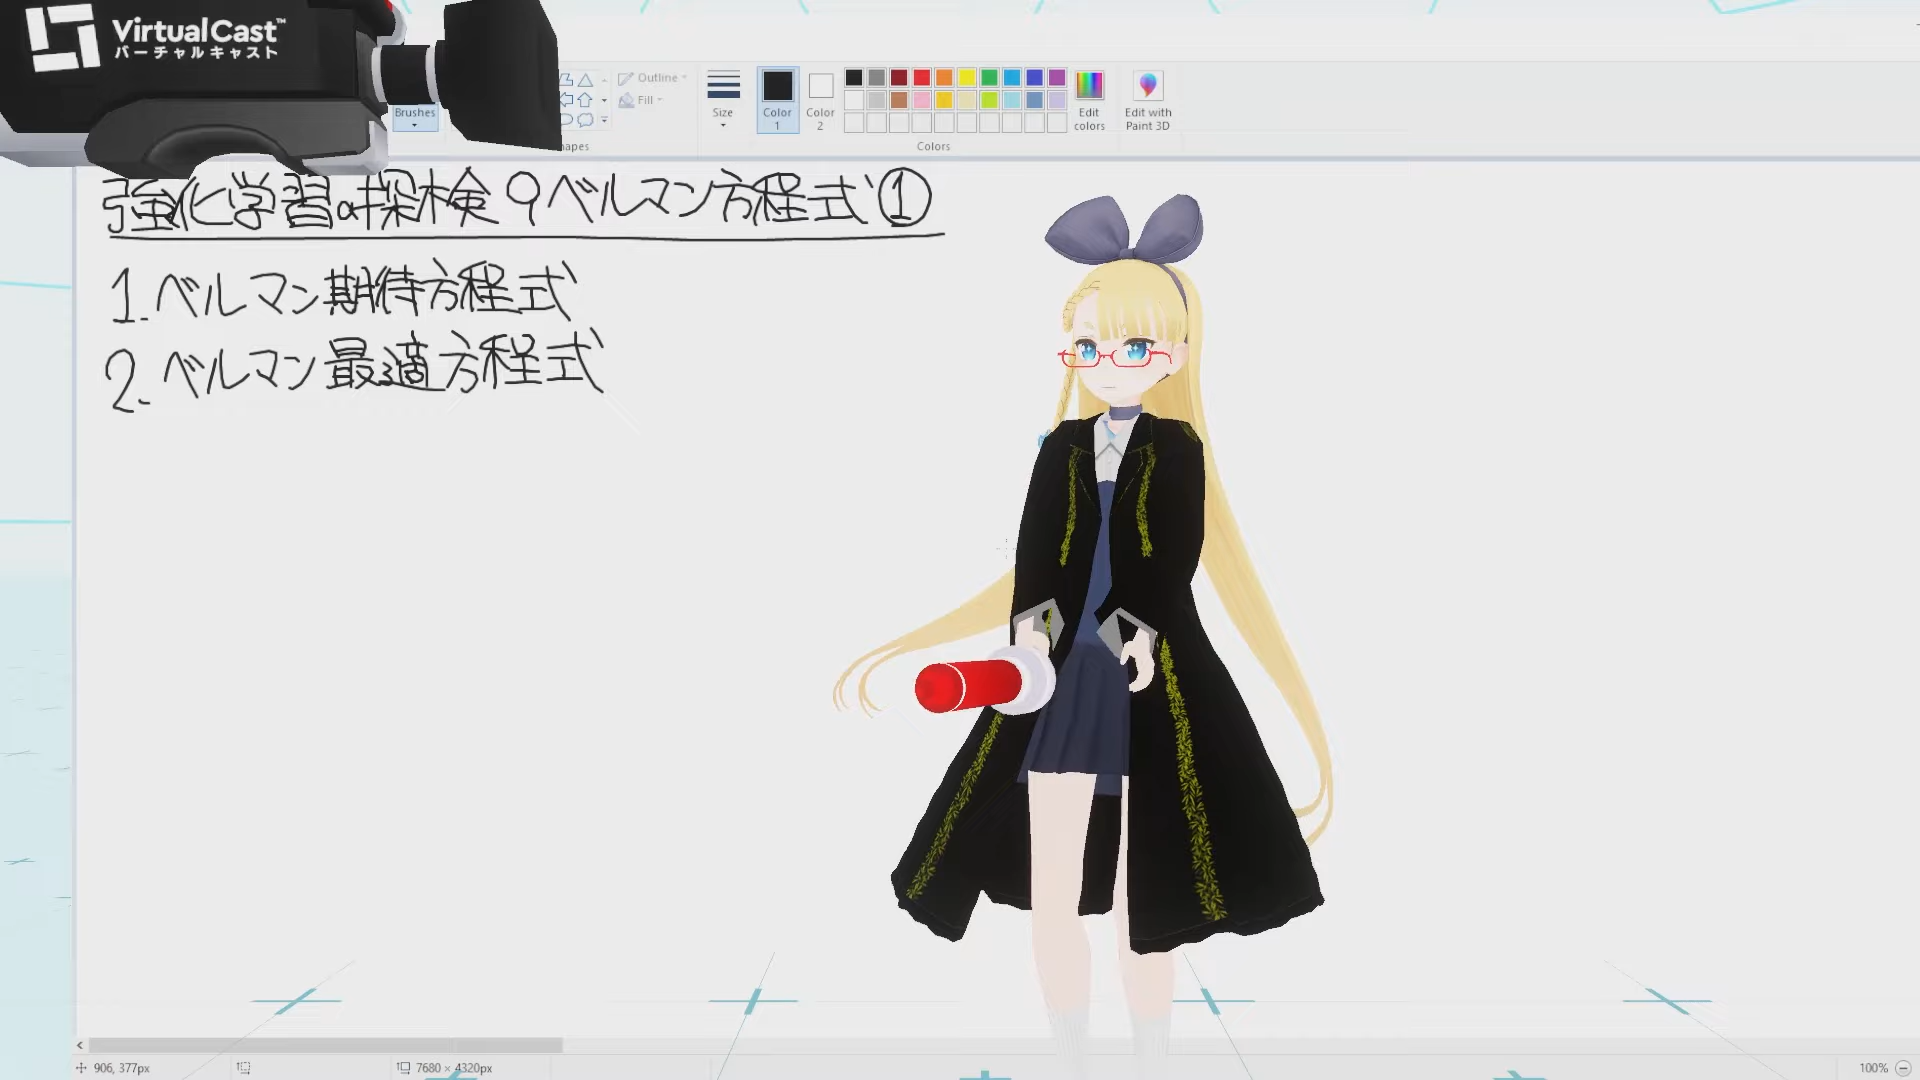 VirtualCast™
バーチャルキャスト
Outline
Fill
Brushes
Size
Color 1
Color 2
Edit colors
Edit with Paint 3D
Colors
強化学習の探検 9 ベルマン方程式 ①
1. ベルマン期待方程式
2. ベルマン最適方程式
906, 377px
7680 × 4320px
100%